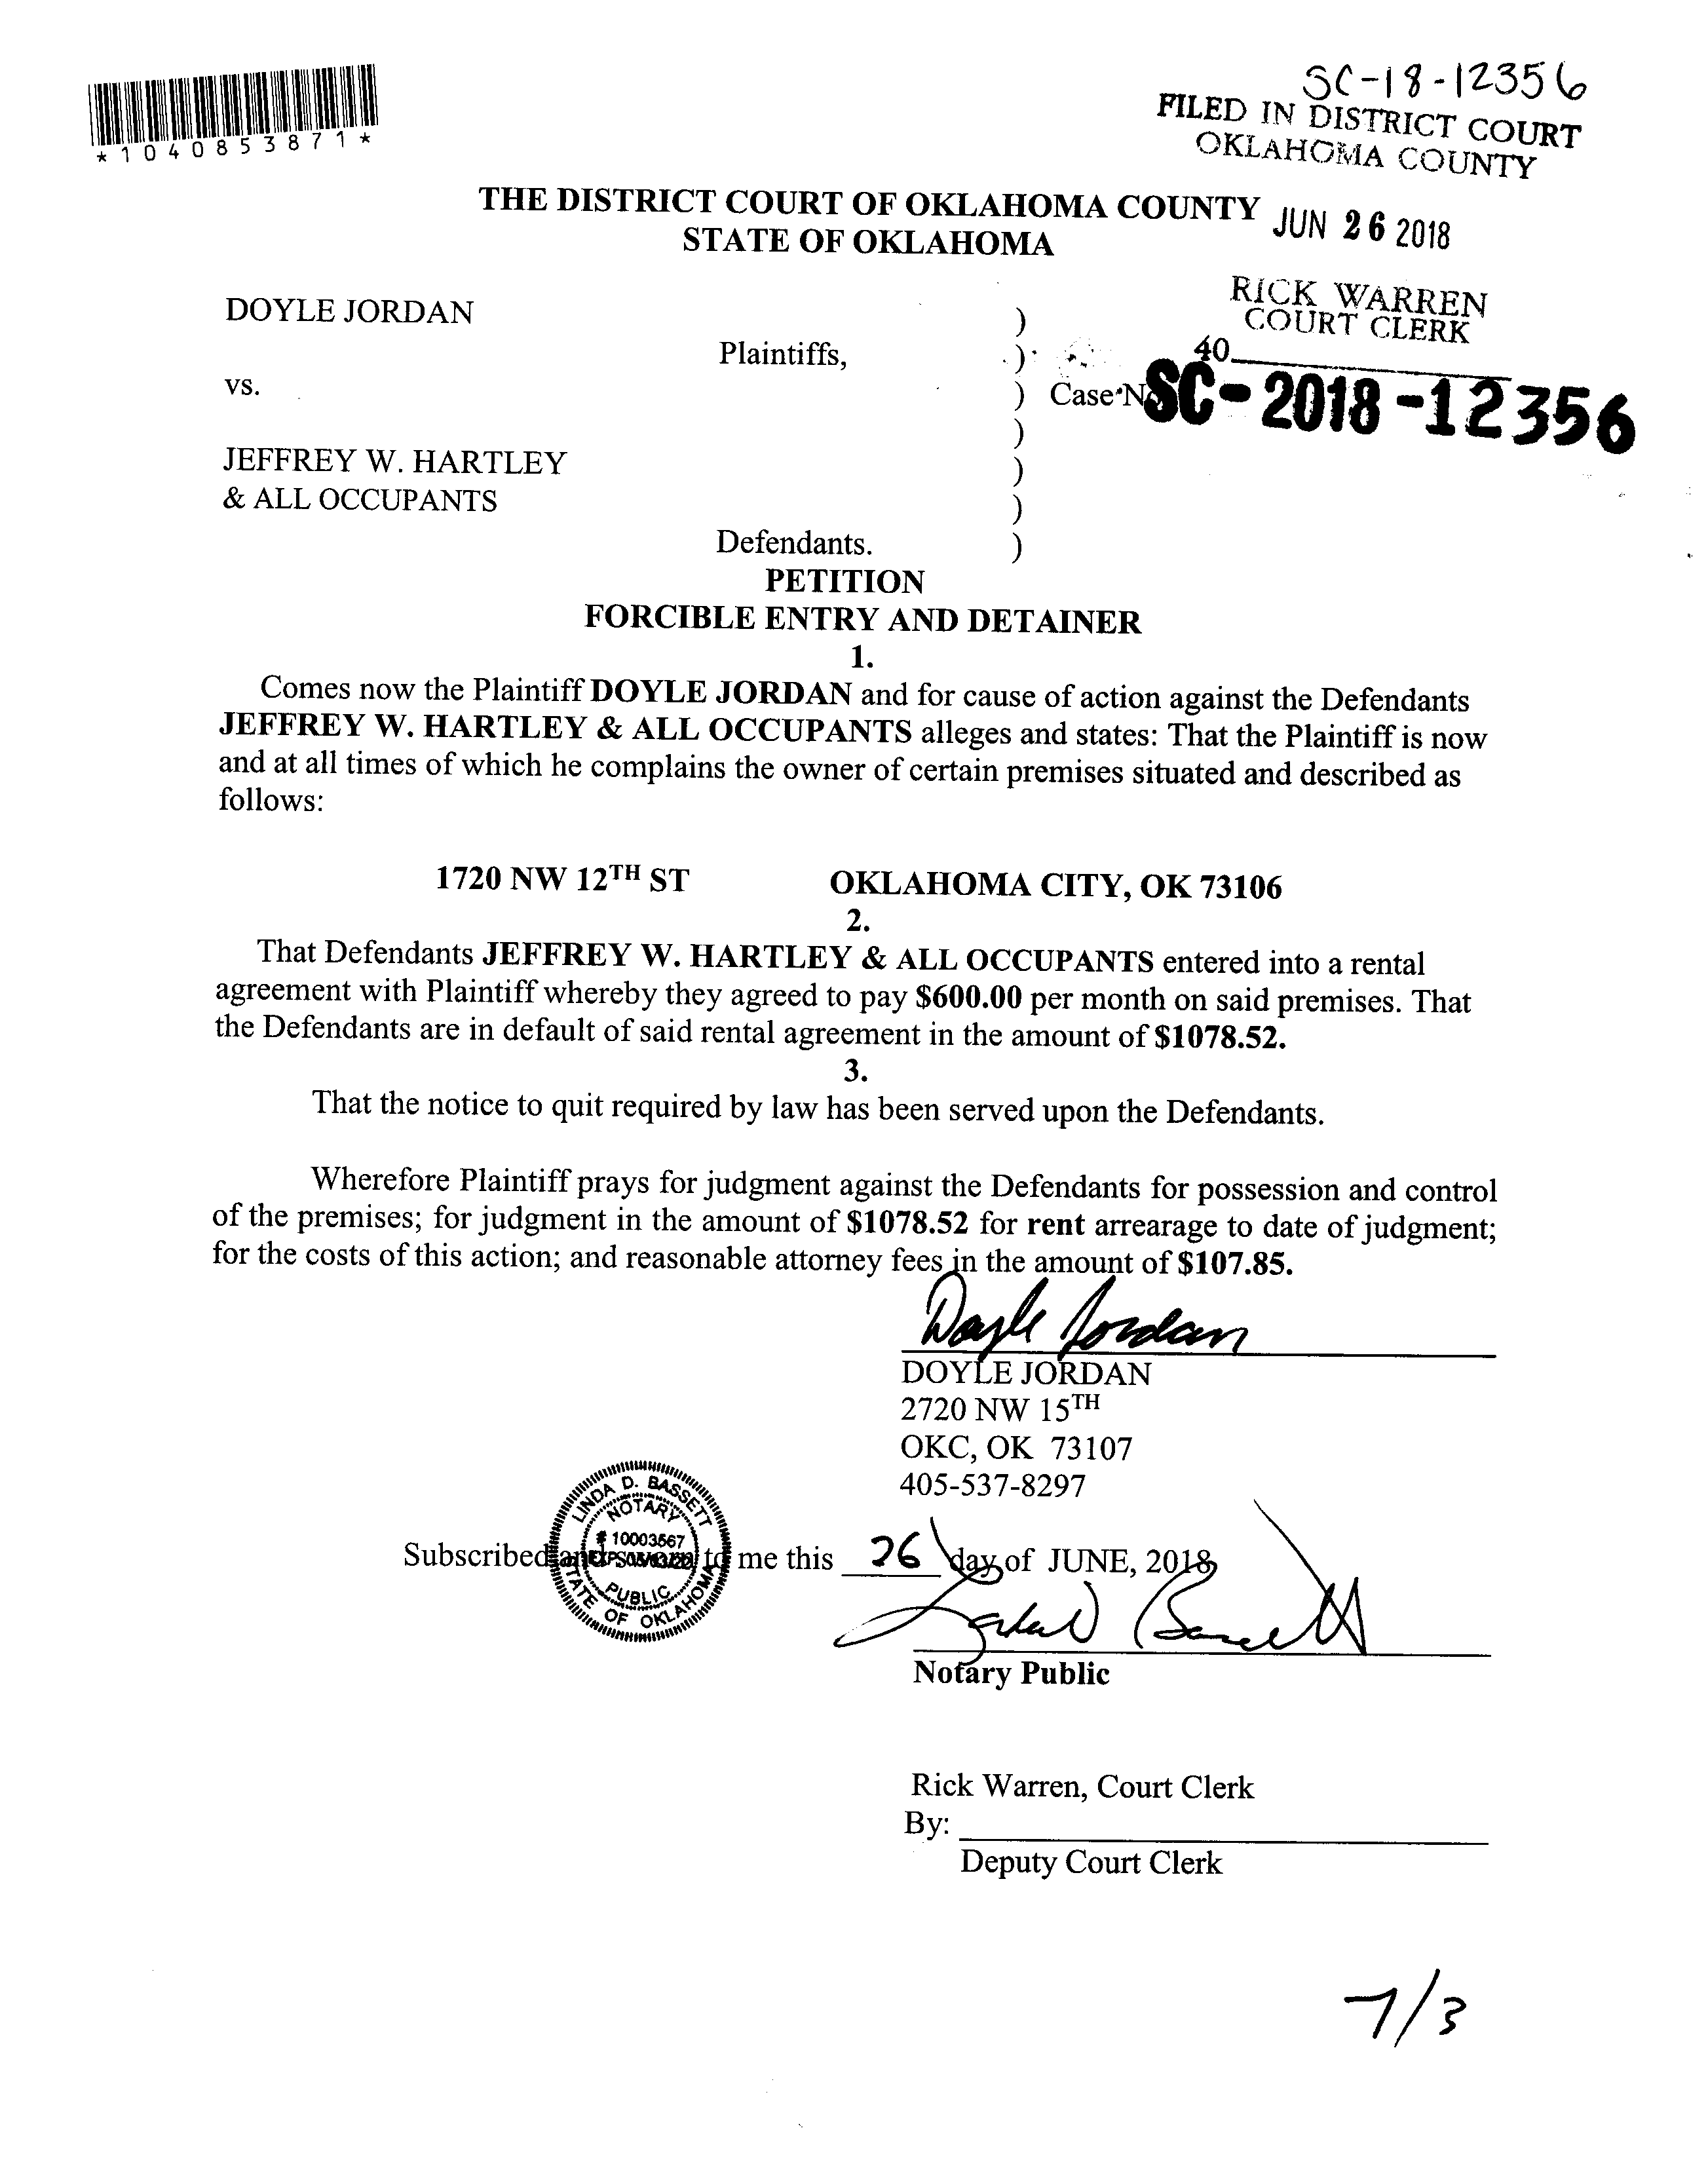 SC-18-12356
FILED IN DISTRICT COURT
OKLAHOMA COUNTY
*1040853871*
THE DISTRICT COURT OF OKLAHOMA COUNTY
STATE OF OKLAHOMA
JUN 26 2018
RICK WARREN
COURT CLERK
40
DOYLE JORDAN )
Plaintiffs, )
vs. ) Case No SC-2018-12356
)
JEFFREY W. HARTLEY )
& ALL OCCUPANTS )
Defendants. )
PETITION
FORCIBLE ENTRY AND DETAINER
1.
Comes now the Plaintiff DOYLE JORDAN and for cause of action against the Defendants
JEFFREY W. HARTLEY & ALL OCCUPANTS alleges and states: That the Plaintiff is now
and at all times of which he complains the owner of certain premises situated and described as
follows:
1720 NW 12TH ST OKLAHOMA CITY, OK 73106
2.
That Defendants JEFFREY W. HARTLEY & ALL OCCUPANTS entered into a rental
agreement with Plaintiff whereby they agreed to pay $600.00 per month on said premises. That
the Defendants are in default of said rental agreement in the amount of $1078.52.
3.
That the notice to quit required by law has been served upon the Defendants.
Wherefore Plaintiff prays for judgment against the Defendants for possession and control
of the premises; for judgment in the amount of $1078.52 for rent arrearage to date of judgment;
for the costs of this action; and reasonable attorney fees in the amount of $107.85.
Doyle Jordan
DOYLE JORDAN
2720 NW 15TH
OKC, OK 73107
405-537-8297
LINDA D. BASSETT
NOTARY
# 10003567
PUBLIC
STATE OF OKLAHOMA
Subscribed and to me this 26 day of JUNE, 2018
Notary Public
Rick Warren, Court Clerk
By:
Deputy Court Clerk
7/3